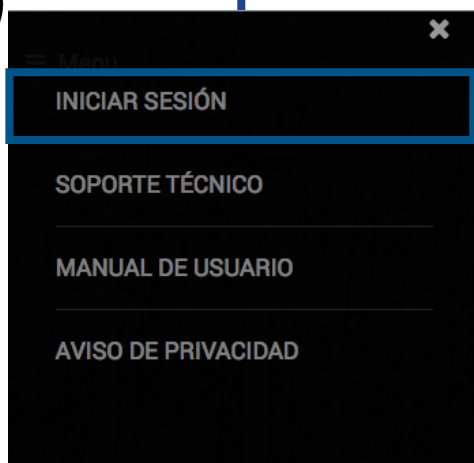 ✖
☰ Menu
INICIAR SESIÓN
SOPORTE TÉCNICO
MANUAL DE USUARIO
AVISO DE PRIVACIDAD